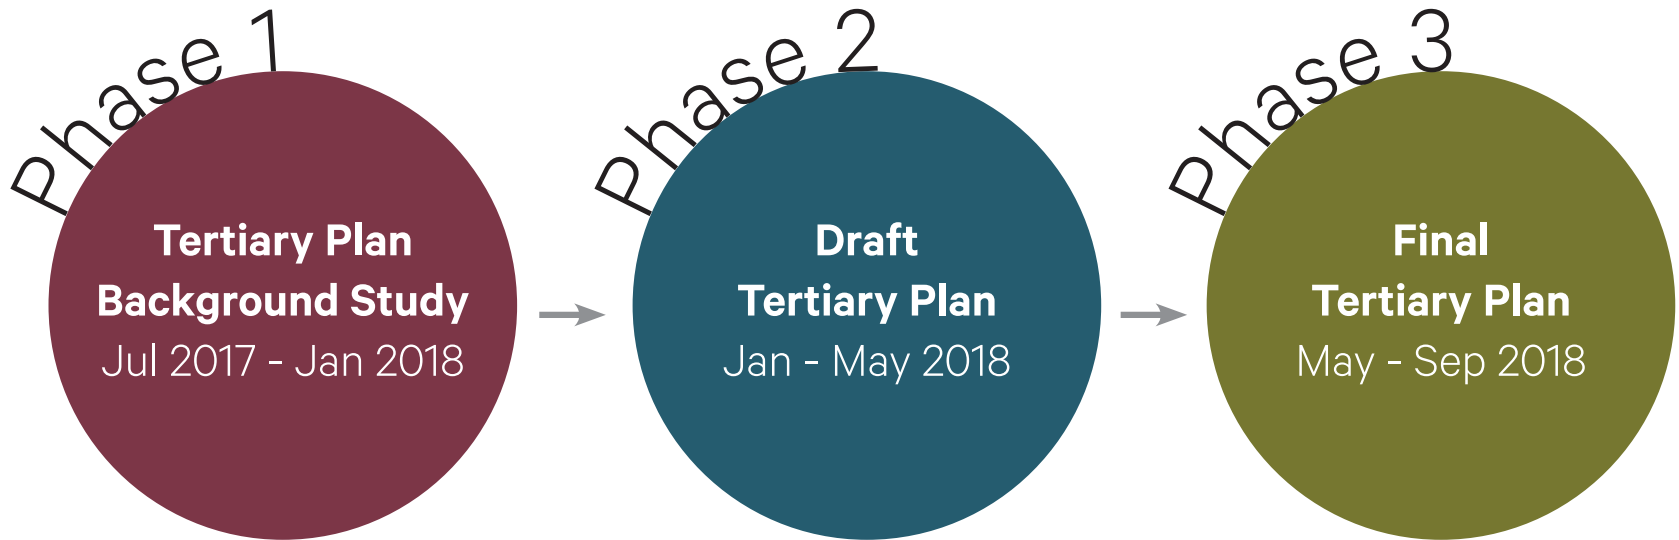 Phase 1
Tertiary Plan
Background Study
Jul 2017 - Jan 2018
Phase 2
Draft
Tertiary Plan
Jan - May 2018
Phase 3
Final
Tertiary Plan
May - Sep 2018